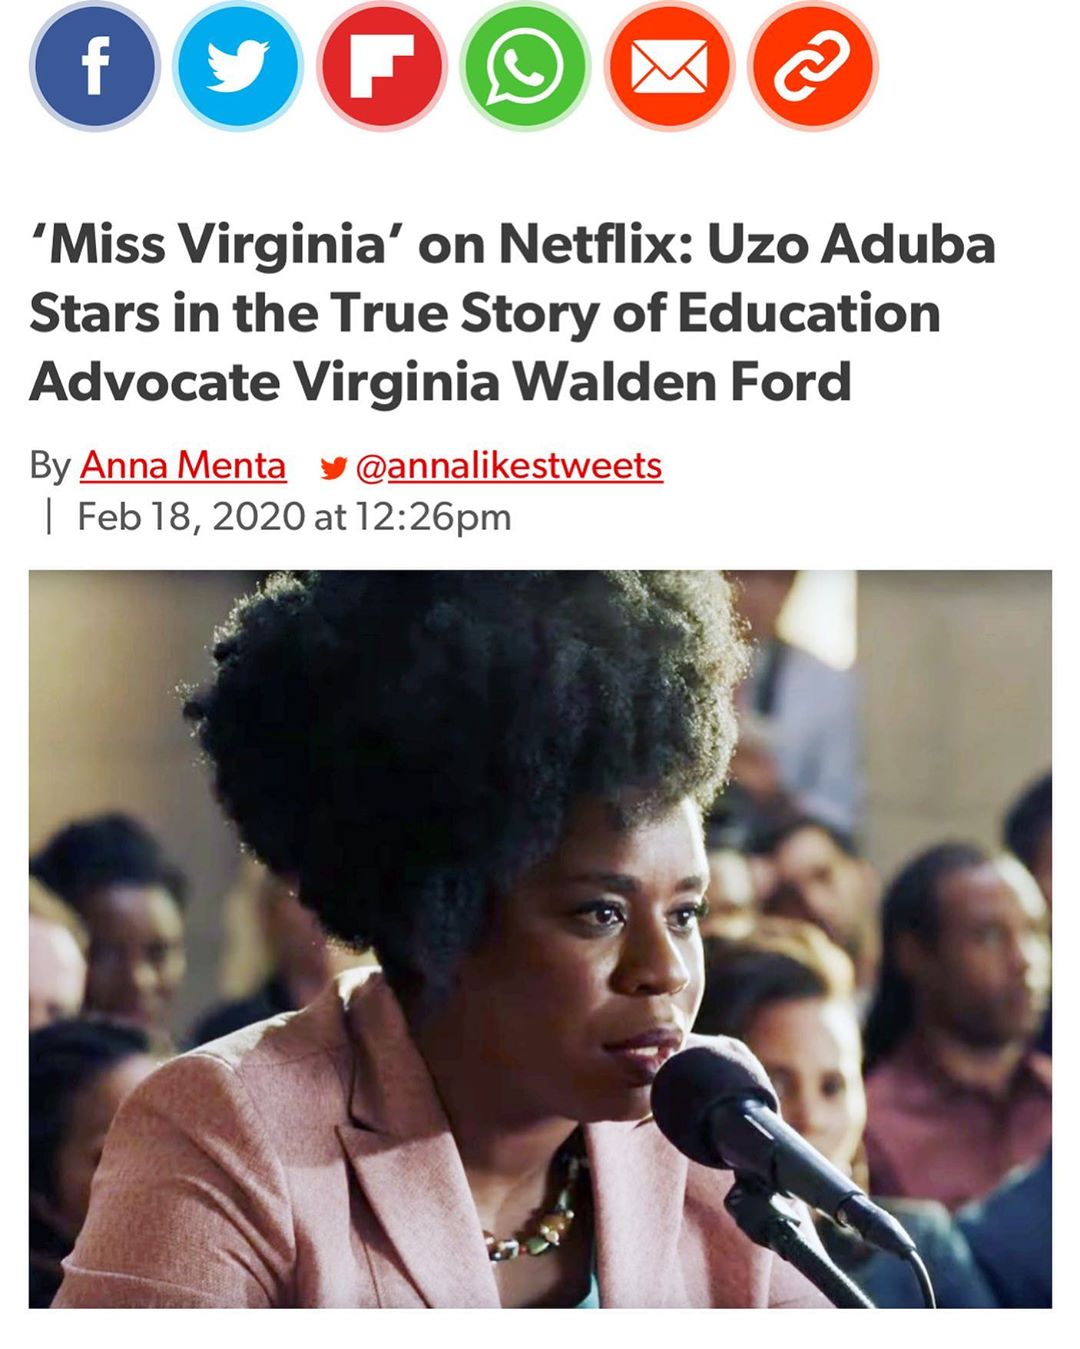 ‘Miss Virginia’ on Netflix: Uzo Aduba
Stars in the True Story of Education
Advocate Virginia Walden Ford
By Anna Menta @annalikestweets
| Feb 18, 2020 at 12:26pm